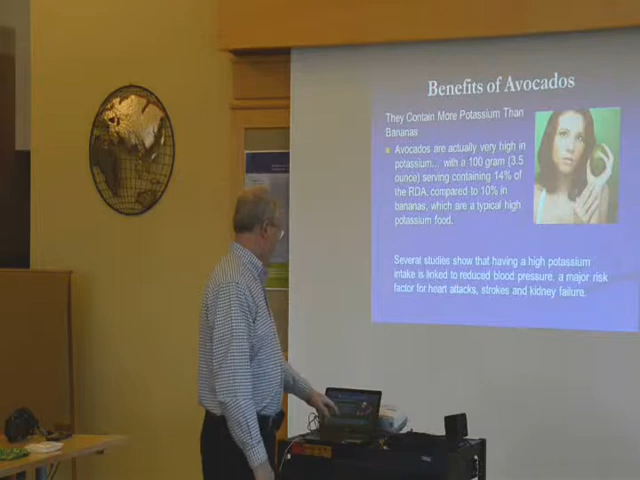 Benefits of Avocados
They Contain More Potassium Than
Bananas
Avocados are actually very high in
potassium... with a 100 gram (3.5
ounce) serving containing 14% of
the RDA, compared to 10% in
bananas, which are a typical high
potassium food.
Several studies show that having a high potassium
intake is linked to reduced blood pressure, a major risk
factor for heart attacks, strokes and kidney failure.